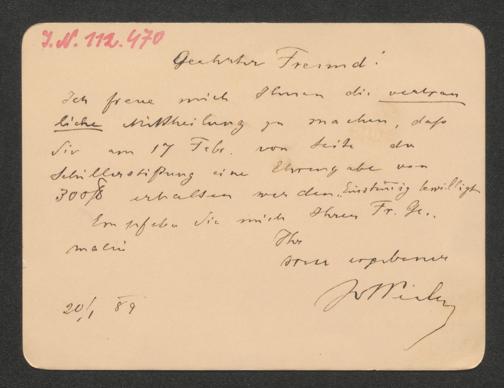 J.N. 112.470
Geehrter Freund!
Ich freue mich Ihnen die vertrau
liche Mittheilung zu machen, daß
Sie am 17 Febr. von Seite der
Schillerstiftung eine Ehrengabe von
300 fl erhalten werden. Einstimig bewilligt
Empfehlen Sie mich Ihrer Fr. Ge-
malin
Ihr
treu ergebener
20/1 89